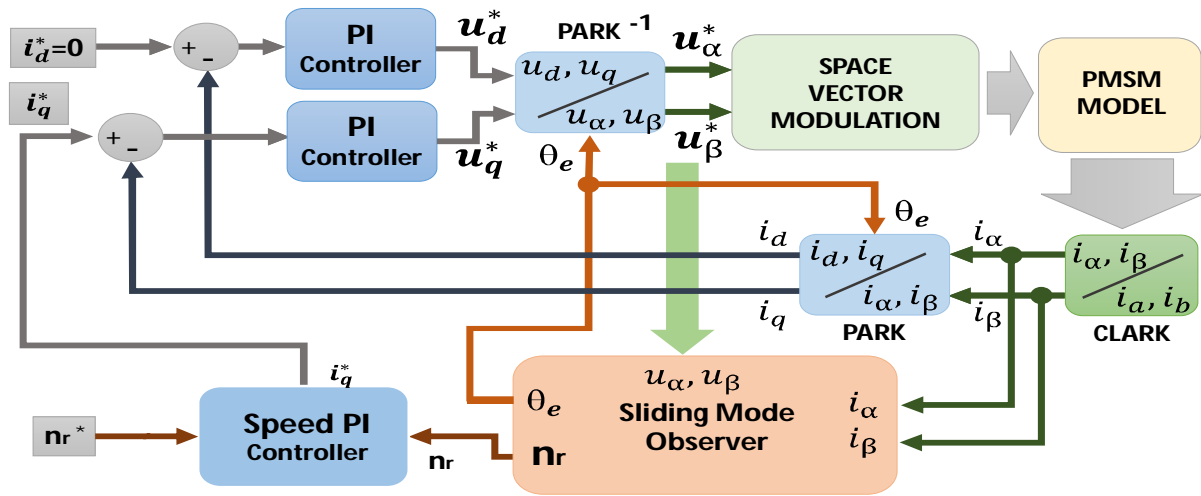 i*d=0
+
-
PI
Controller
u*d
PARK -1
u*α
ud, uq
uα, uβ
SPACE
VECTOR
MODULATION
PMSM
MODEL
i*q
+
-
PI
Controller
u*q
u*β
θe
θe
id
id, iq
iα, iβ
iα
iα, iβ
ia, ib
iq
iβ
PARK
CLARK
i*q
uα, uβ
θe
Sliding Mode
Observer
iα
iβ
nr
nr*
Speed PI
Controller
nr